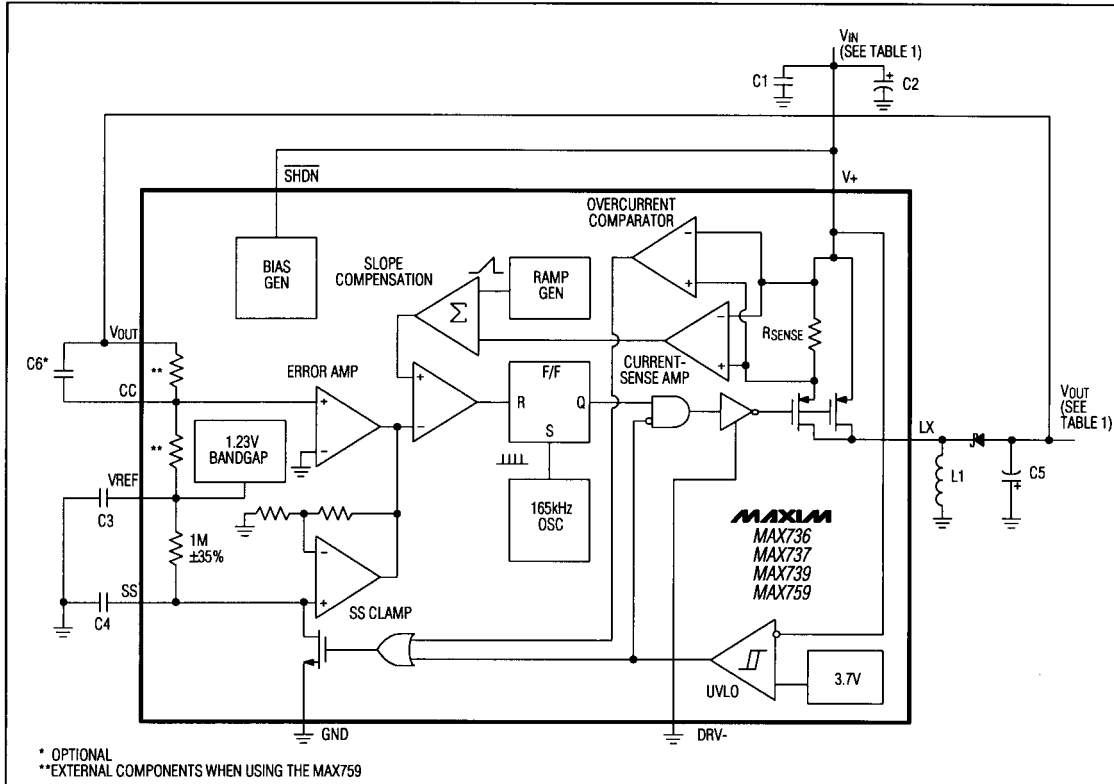 VIN
(SEE TABLE 1)
C1
+
C2
SHDN
V+
OVERCURRENT
COMPARATOR
BIAS
GEN
SLOPE
COMPENSATION
RAMP
GEN
−
+
Σ
−
+
RSENSE
VOUT
C6*
**
CC
ERROR AMP
CURRENT-
SENSE AMP
F/F
R
Q
S
+
−
+
−
VOUT
(SEE
TABLE 1)
LX
**
1.23V
BANDGAP
VREF
C3
165kHz
OSC
L1
C5
+
1M
±35%
MAXIM
MAX736
MAX737
MAX739
MAX759
SS
C4
−
+
SS CLAMP
UVLO
3.7V
GND
DRV-
* OPTIONAL
**EXTERNAL COMPONENTS WHEN USING THE MAX759